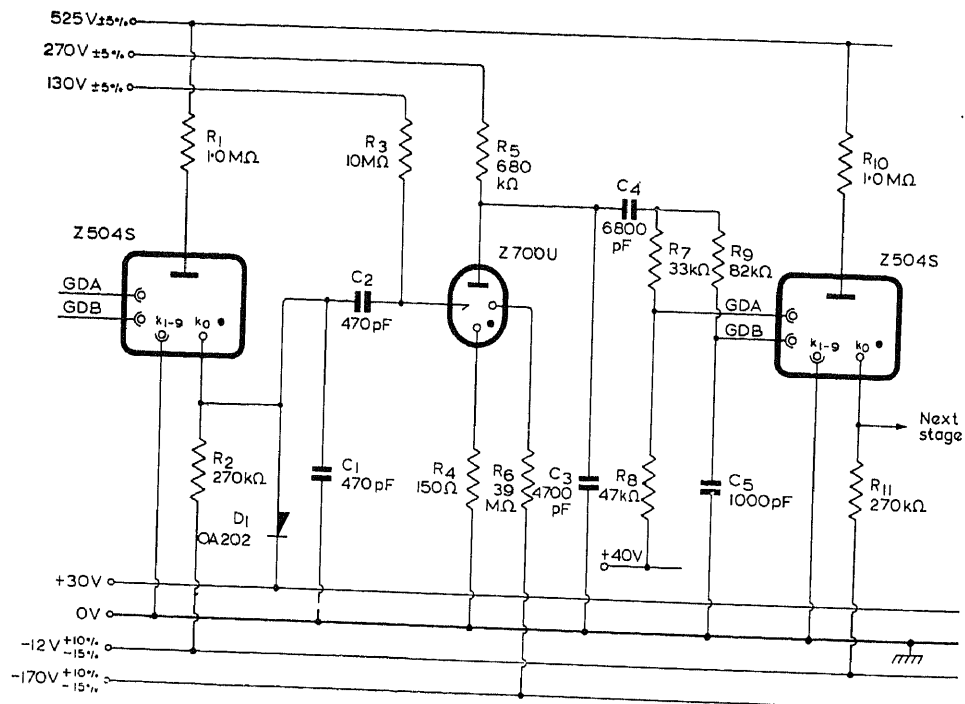 525V ±5%
270V ±5%
130V ±5%
R1
1·0MΩ
R3
10MΩ
R5
680
kΩ
R10
1·0MΩ
C4
6800
pF
R7
33kΩ
R9
82kΩ
Z504S
Z700U
Z504S
GDA
GDB
k1-9
k0
C2
470pF
GDA
GDB
k1-9
k0
Next
stage
R2
270kΩ
C1
470pF
R4
150Ω
R6
39
MΩ
C3
4700
pF
R8
47kΩ
C5
1000pF
R11
270kΩ
D1
OA202
+40V
+30V
0V
-12V +10% -15%
-170V +10% -15%